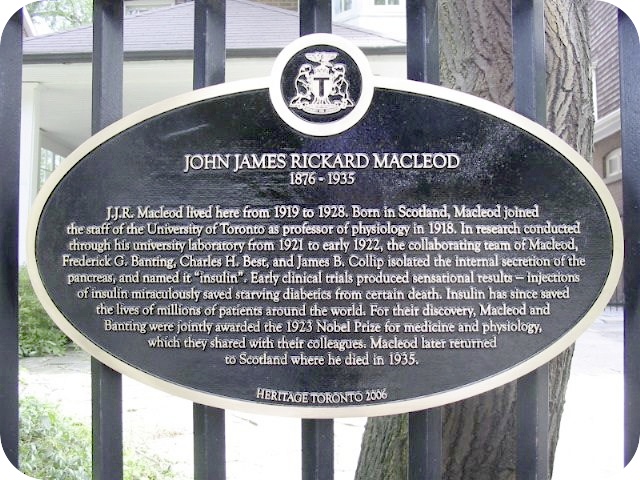 T
JOHN JAMES RICKARD MACLEOD
1876 - 1935
J.J.R. Macleod lived here from 1919 to 1928. Born in Scotland, Macleod joined
the staff of the University of Toronto as professor of physiology in 1918. In research conducted
through his university laboratory from 1921 to early 1922, the collaborating team of Macleod,
Frederick G. Banting, Charles H. Best, and James B. Collip isolated the internal secretion of the
pancreas, and named it "insulin". Early clinical trials produced sensational results – injections
of insulin miraculously saved starving diabetics from certain death. Insulin has since saved
the lives of millions of patients around the world. For their discovery, Macleod and
Banting were jointly awarded the 1923 Nobel Prize for medicine and physiology,
which they shared with their colleagues. Macleod later returned
to Scotland where he died in 1935.
HERITAGE TORONTO 2006